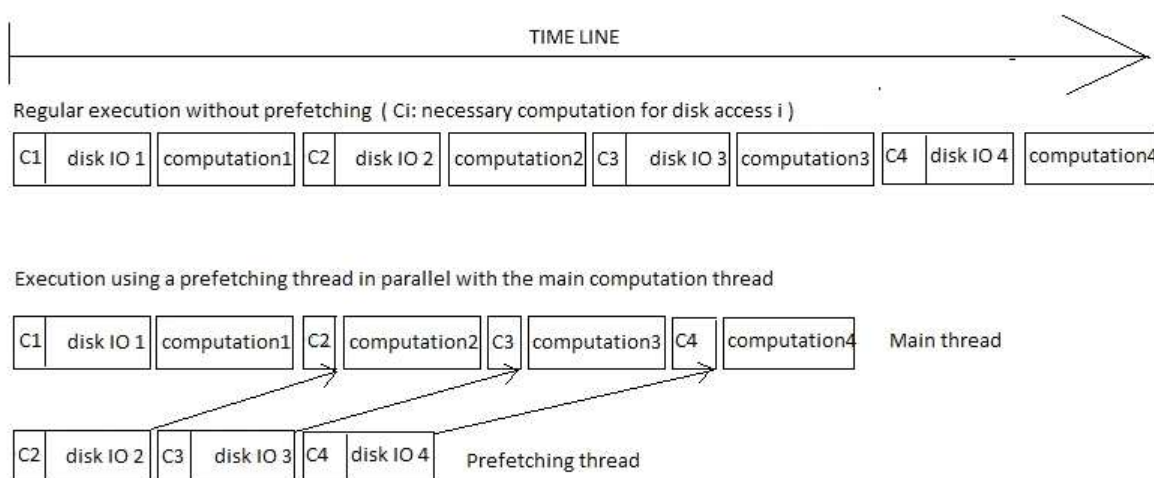 TIME LINE
Regular execution without prefetching ( Ci: necessary computation for disk access i )
C1 disk IO 1 computation1 C2 disk IO 2 computation2 C3 disk IO 3 computation3 C4 disk IO 4 computation4
Execution using a prefetching thread in parallel with the main computation thread
C1 disk IO 1 computation1 C2 computation2 C3 computation3 C4 computation4 Main thread
C2 disk IO 2 C3 disk IO 3 C4 disk IO 4 Prefetching thread